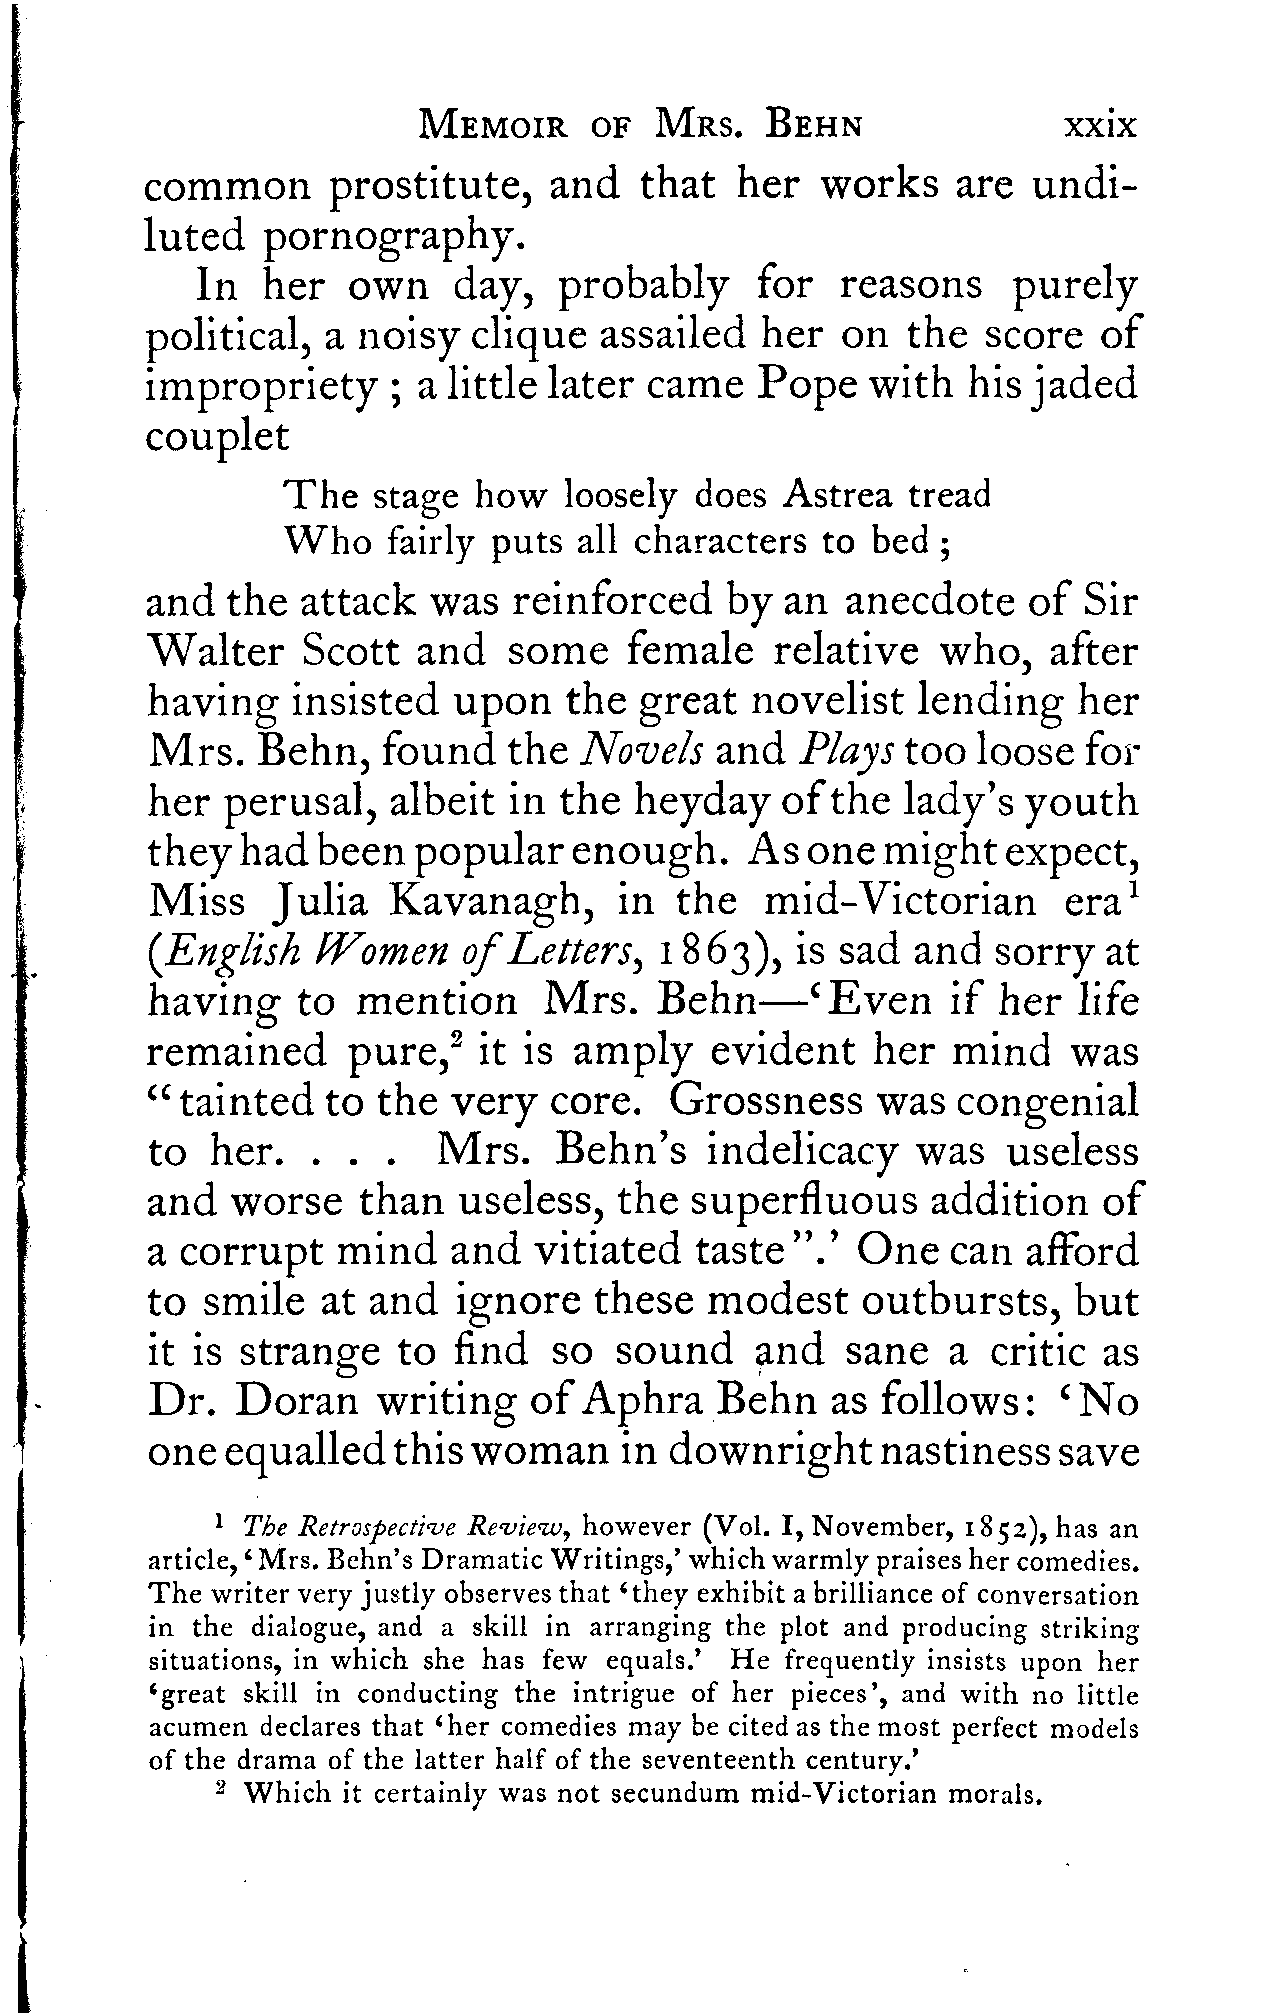 MEMOIR OF MRS. BEHN xxix
common prostitute, and that her works are undi-
luted pornography.
In her own day, probably for reasons purely
political, a noisy clique assailed her on the score of
impropriety ; a little later came Pope with his jaded
couplet
The stage how loosely does Astrea tread
Who fairly puts all characters to bed ;
and the attack was reinforced by an anecdote of Sir
Walter Scott and some female relative who, after
having insisted upon the great novelist lending her
Mrs. Behn, found the Novels and Plays too loose for
her perusal, albeit in the heyday of the lady's youth
they had been popular enough. As one might expect,
Miss Julia Kavanagh, in the mid-Victorian era¹
(English Women of Letters, 1863), is sad and sorry at
having to mention Mrs. Behn—‘Even if her life
remained pure,² it is amply evident her mind was
“tainted to the very core. Grossness was congenial
to her. . . . Mrs. Behn's indelicacy was useless
and worse than useless, the superfluous addition of
a corrupt mind and vitiated taste”.’ One can afford
to smile at and ignore these modest outbursts, but
it is strange to find so sound and sane a critic as
Dr. Doran writing of Aphra Behn as follows: ‘No
one equalled this woman in downright nastiness save
¹ The Retrospective Review, however (Vol. I, November, 1852), has an
article, ‘Mrs. Behn's Dramatic Writings,’ which warmly praises her comedies.
The writer very justly observes that ‘they exhibit a brilliance of conversation
in the dialogue, and a skill in arranging the plot and producing striking
situations, in which she has few equals.’ He frequently insists upon her
‘great skill in conducting the intrigue of her pieces’, and with no little
acumen declares that ‘her comedies may be cited as the most perfect models
of the drama of the latter half of the seventeenth century.’
² Which it certainly was not secundum mid-Victorian morals.